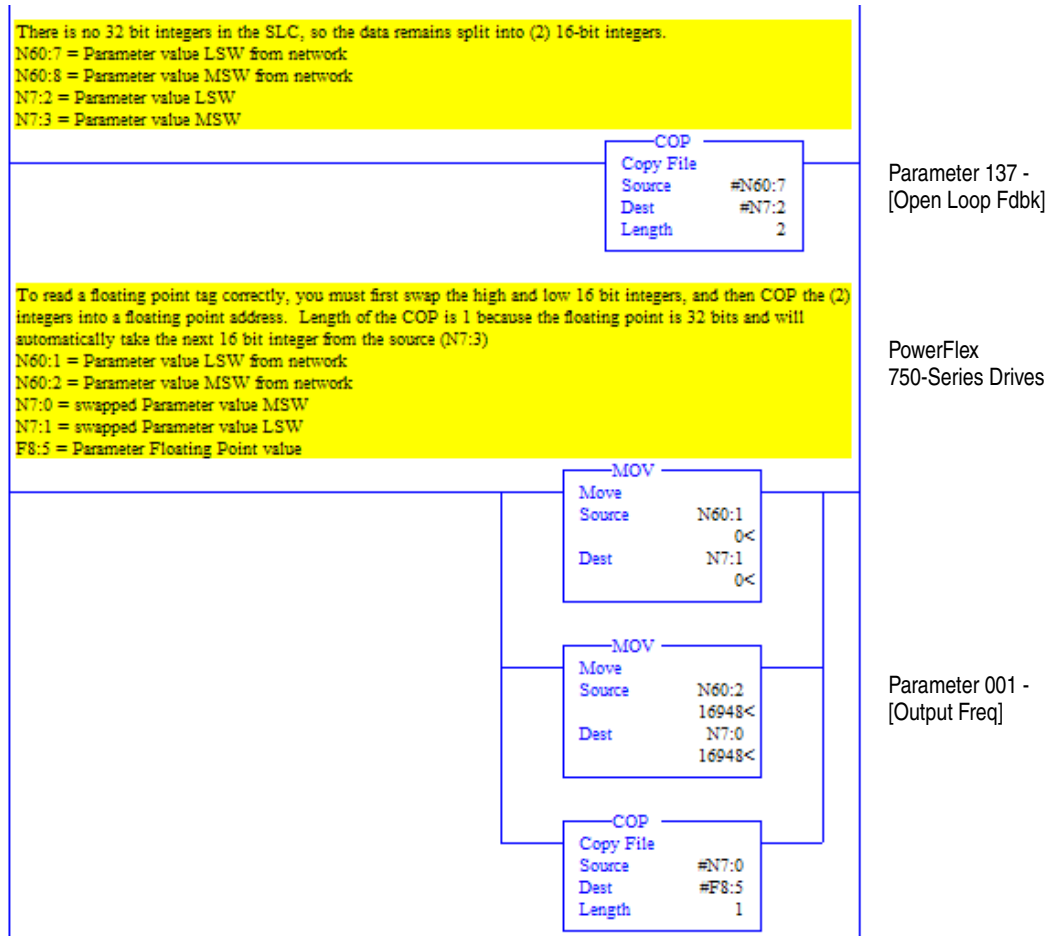 There is no 32 bit integers in the SLC, so the data remains split into (2) 16-bit integers.
N60:7 = Parameter value LSW from network
N60:8 = Parameter value MSW from network
N7:2 = Parameter value LSW
N7:3 = Parameter value MSW
COP
Copy File
Source #N60:7
Dest #N7:2
Length 2
Parameter 137 -
[Open Loop Fdbk]
To read a floating point tag correctly, you must first swap the high and low 16 bit integers, and then COP the (2)
integers into a floating point address. Length of the COP is 1 because the floating point is 32 bits and will
automatically take the next 16 bit integer from the source (N7:3)
N60:1 = Parameter value LSW from network
N60:2 = Parameter value MSW from network
N7:0 = swapped Parameter value MSW
N7:1 = swapped Parameter value LSW
F8:5 = Parameter Floating Point value
PowerFlex
750-Series Drives
MOV
Move
Source N60:1
0<
Dest N7:1
0<
MOV
Move
Source N60:2
16948<
Dest N7:0
16948<
Parameter 001 -
[Output Freq]
COP
Copy File
Source #N7:0
Dest #F8:5
Length 1